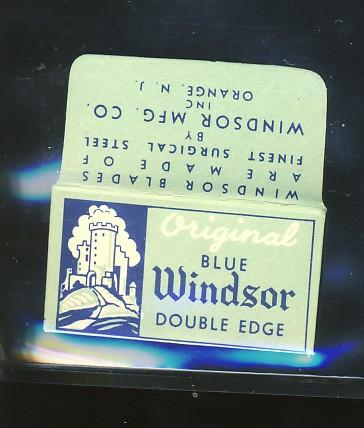 WINDSOR BLADES
ARE MADE OF
FINEST SURGICAL STEEL
BY
WINDSOR MFG. CO.
INC
ORANGE. N. J.
Original
BLUE
Windsor
DOUBLE EDGE